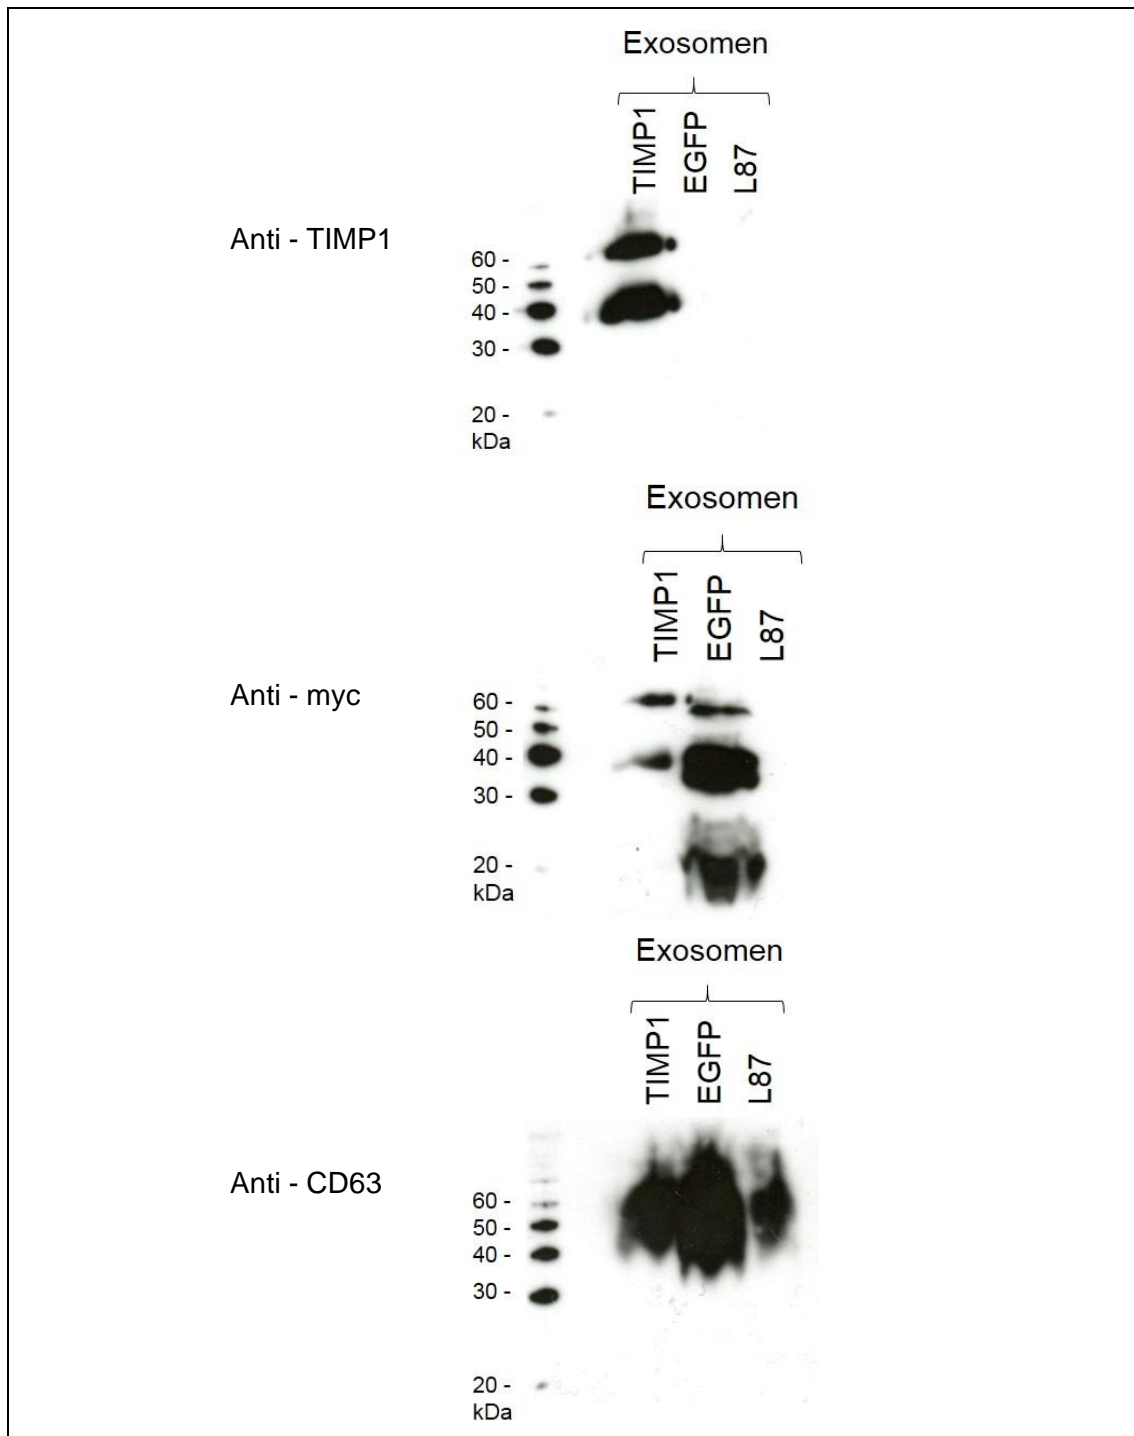 Exosomen
TIMP1
EGFP
L87
Anti - TIMP1
60 -
50 -
40 -
30 -
20 -
kDa
Exosomen
TIMP1
EGFP
L87
Anti - myc
60 -
50 -
40 -
30 -
20 -
kDa
Exosomen
TIMP1
EGFP
L87
Anti - CD63
60 -
50 -
40 -
30 -
20 -
kDa